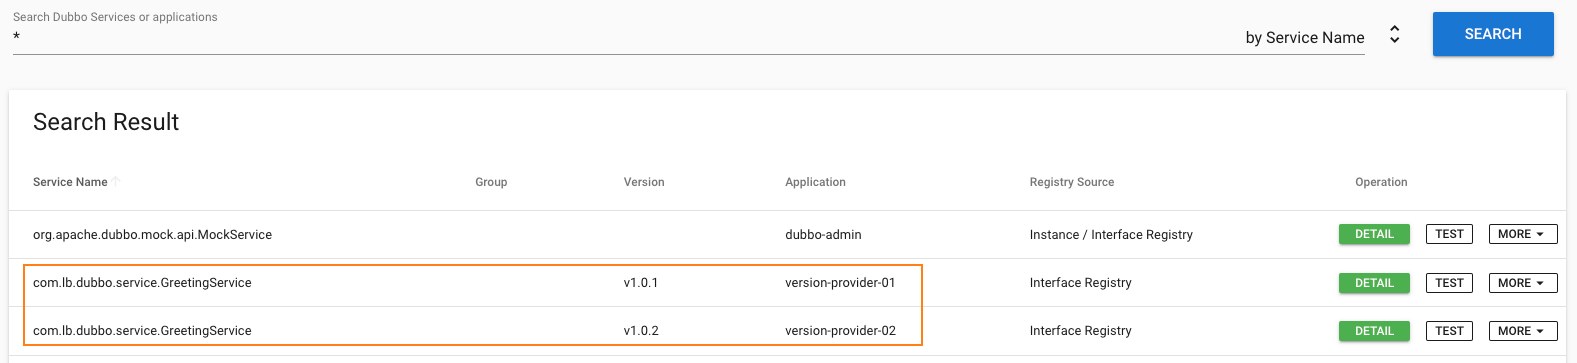 Search Dubbo Services or applications
* by Service Name SEARCH
Search Result
Service Name Group Version Application Registry Source Operation
org.apache.dubbo.mock.api.MockService dubbo-admin Instance / Interface Registry DETAIL TEST MORE
com.lb.dubbo.service.GreetingService v1.0.1 version-provider-01 Interface Registry DETAIL TEST MORE
com.lb.dubbo.service.GreetingService v1.0.2 version-provider-02 Interface Registry DETAIL TEST MORE